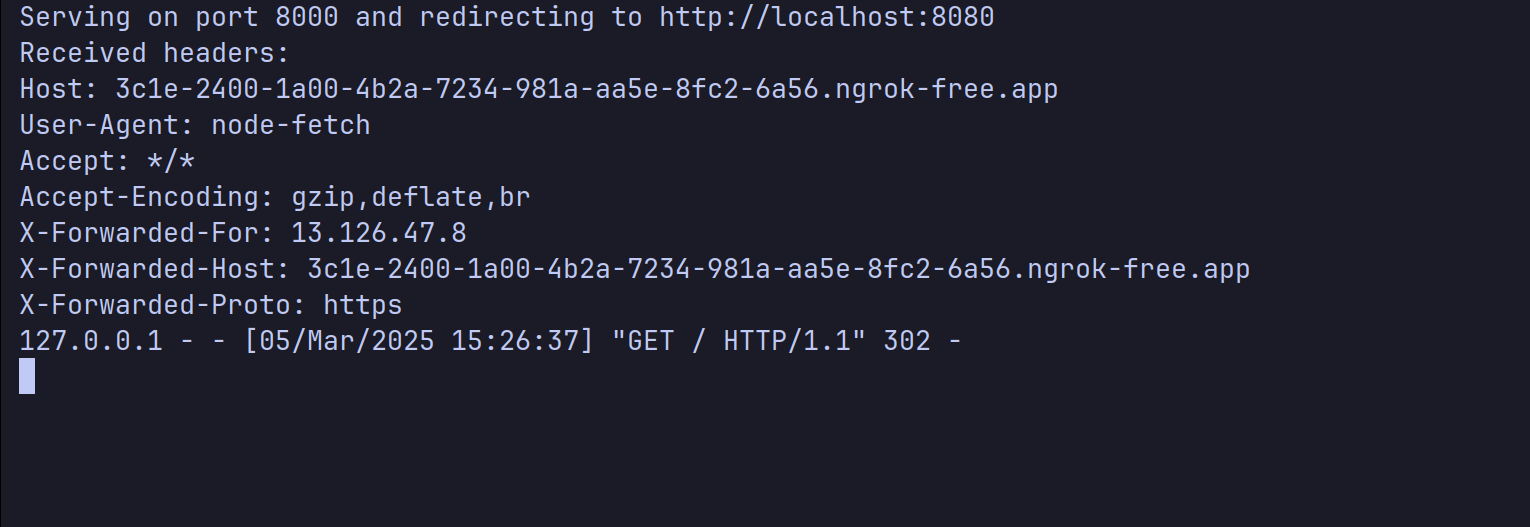 Serving on port 8000 and redirecting to http://localhost:8080
Received headers:
Host: 3c1e-2400-1a00-4b2a-7234-981a-aa5e-8fc2-6a56.ngrok-free.app
User-Agent: node-fetch
Accept: */*
Accept-Encoding: gzip,deflate,br
X-Forwarded-For: 13.126.47.8
X-Forwarded-Host: 3c1e-2400-1a00-4b2a-7234-981a-aa5e-8fc2-6a56.ngrok-free.app
X-Forwarded-Proto: https
127.0.0.1 - - [05/Mar/2025 15:26:37] "GET / HTTP/1.1" 302 -